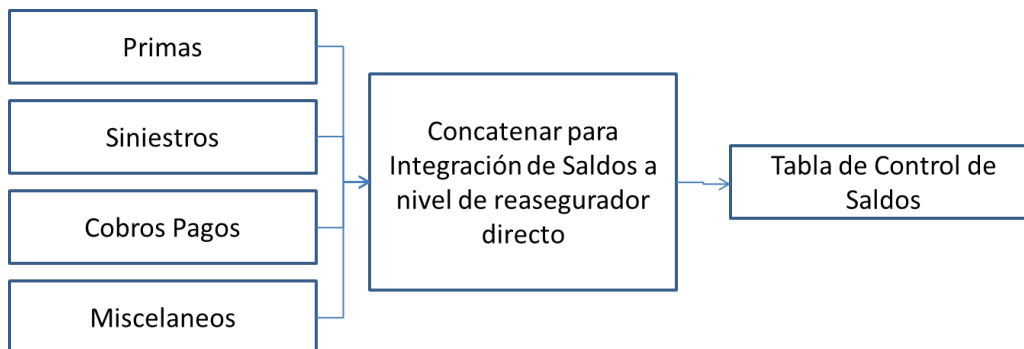 Primas
Siniestros
Cobros Pagos
Miscelaneos
Concatenar para
Integración de Saldos a
nivel de reasegurador
directo
Tabla de Control de
Saldos